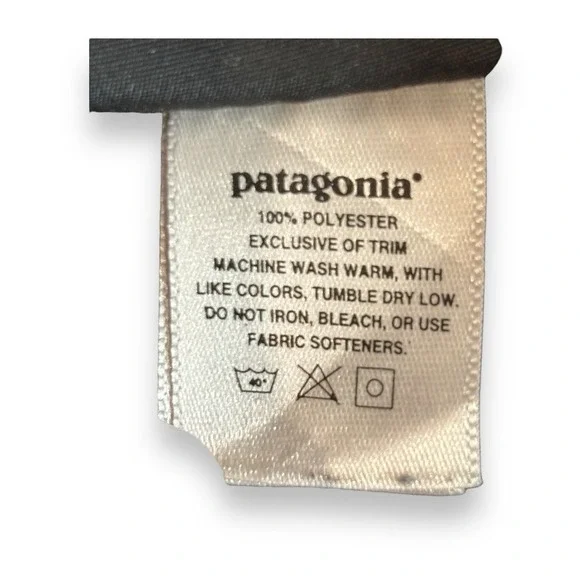 patagonia®
100% POLYESTER
EXCLUSIVE OF TRIM
MACHINE WASH WARM, WITH
LIKE COLORS, TUMBLE DRY LOW.
DO NOT IRON, BLEACH, OR USE
FABRIC SOFTENERS.
40°